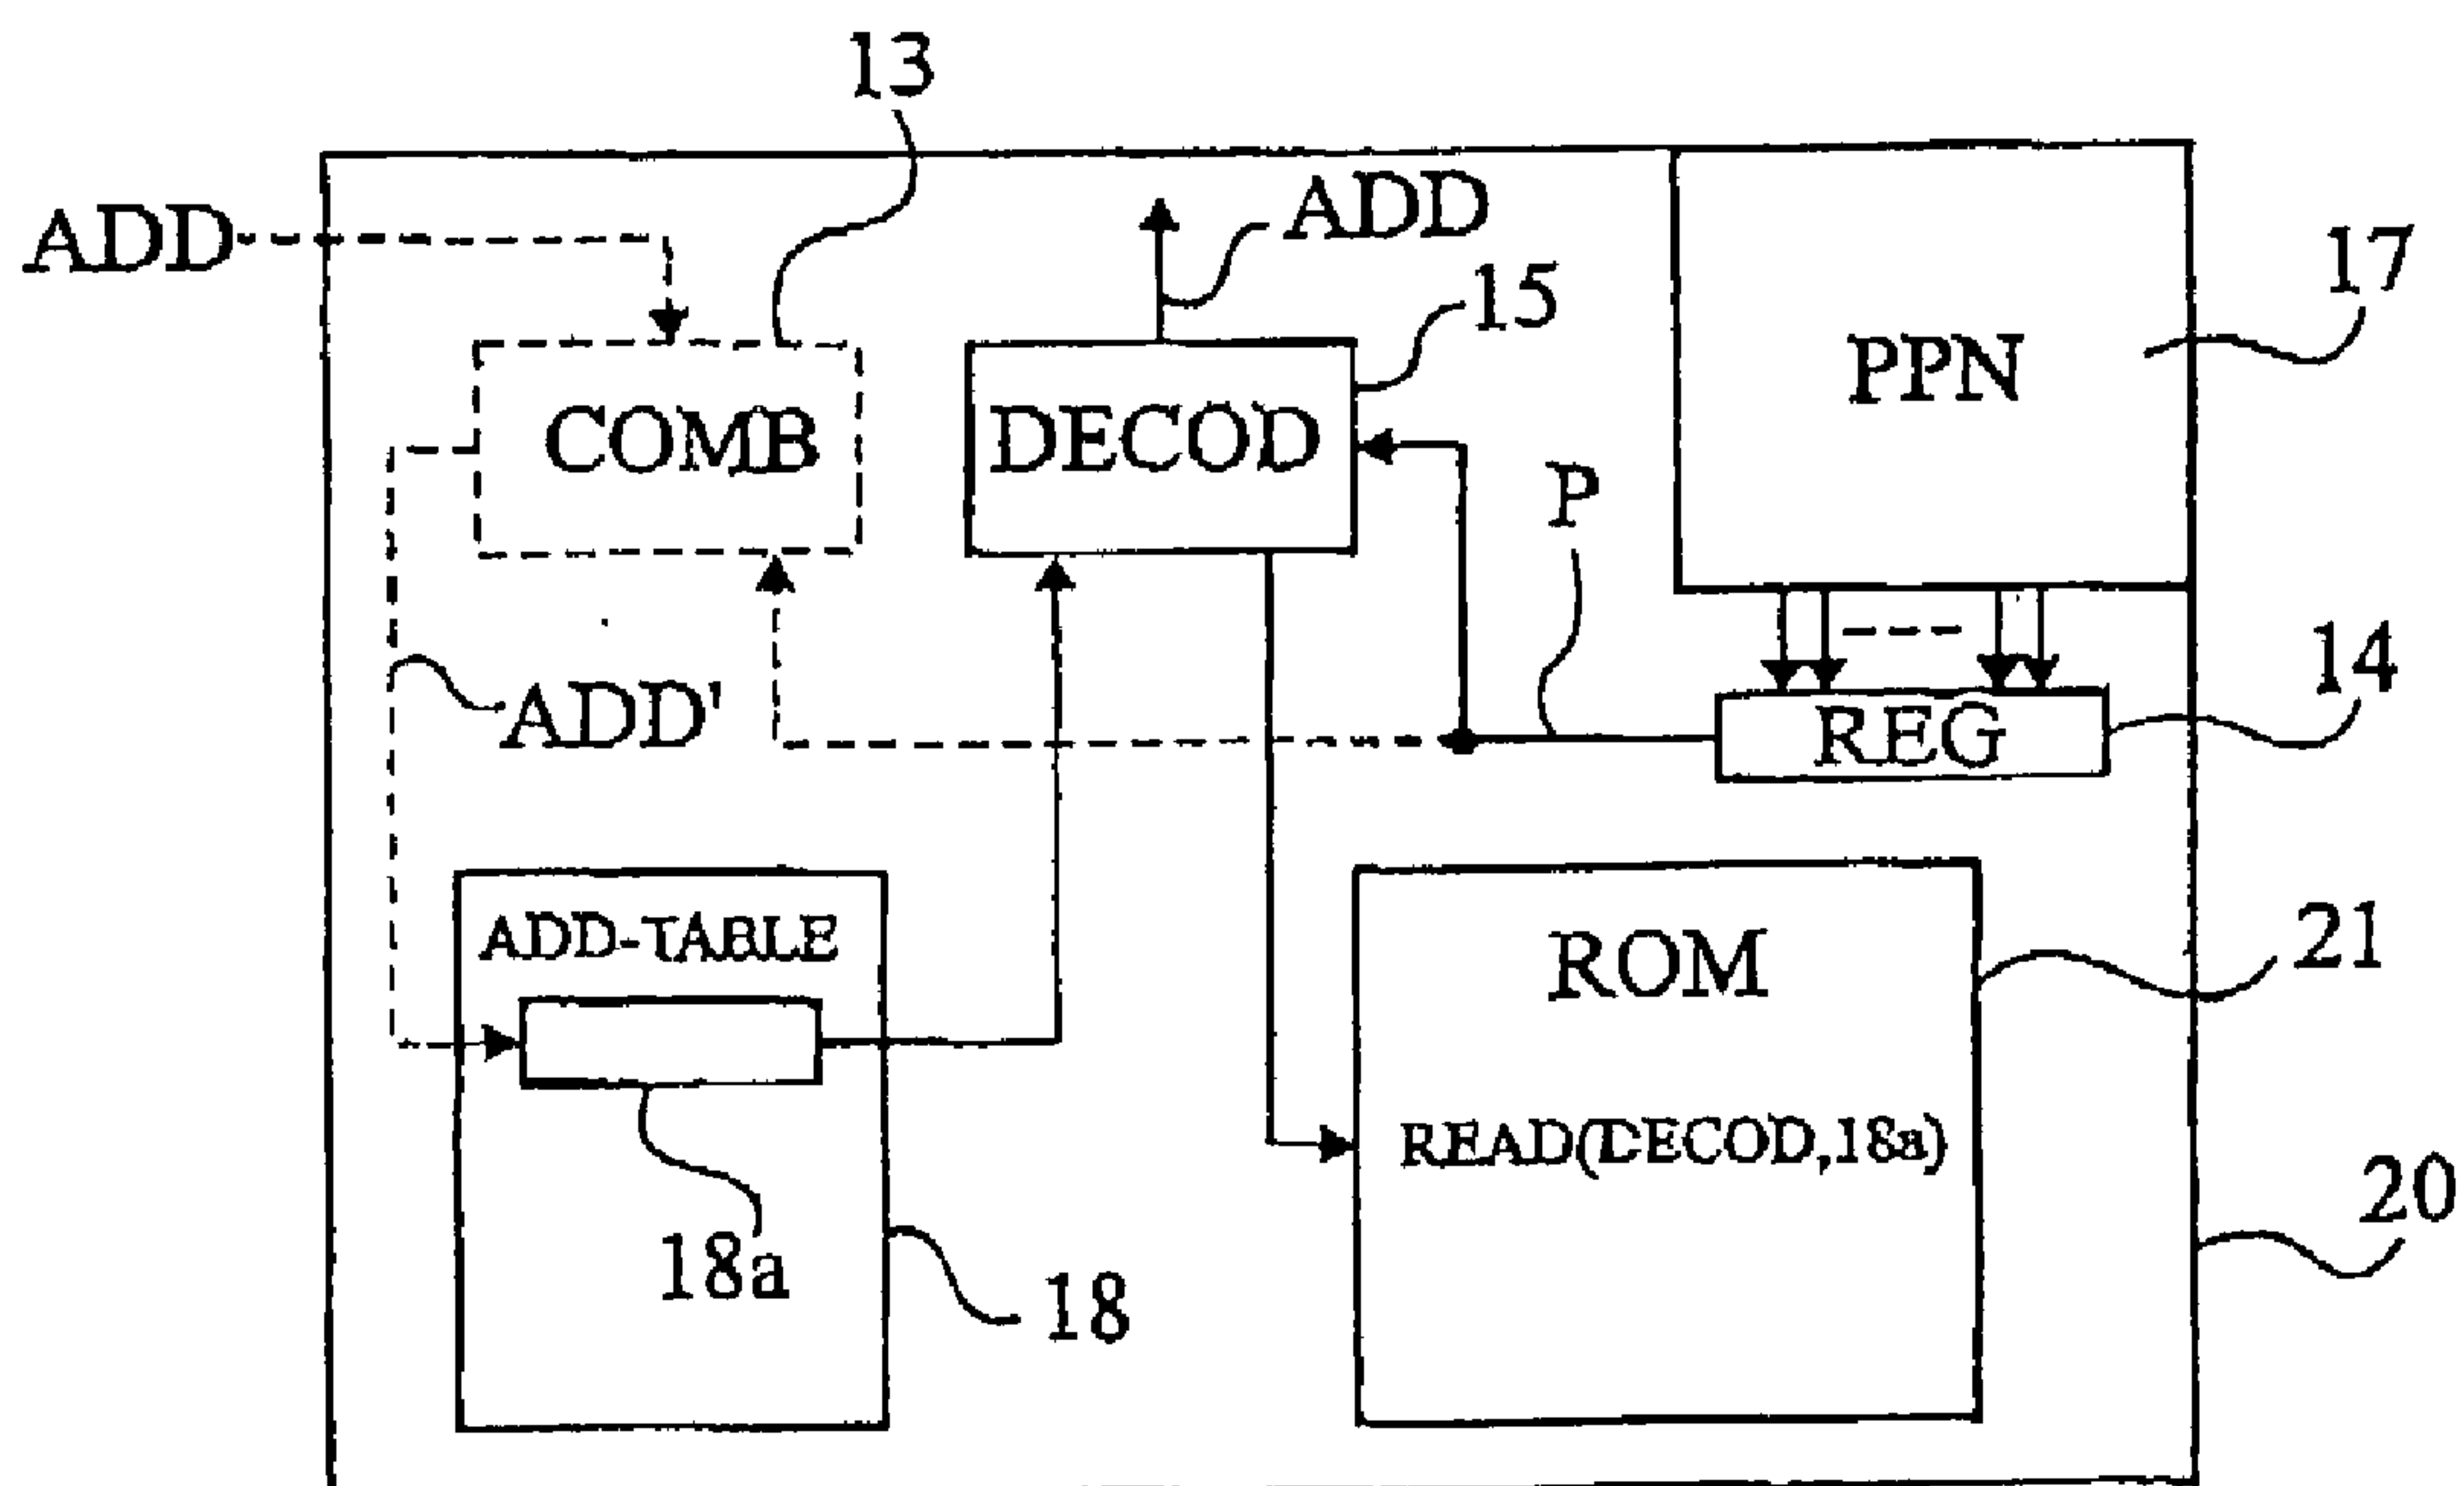 13
ADD
ADD
15
17
PPN
COMB
DECOD
P
14
ADD'
REG
ADD-TABLE
ROM
21
READ(DECOD,18a)
20
18a
18